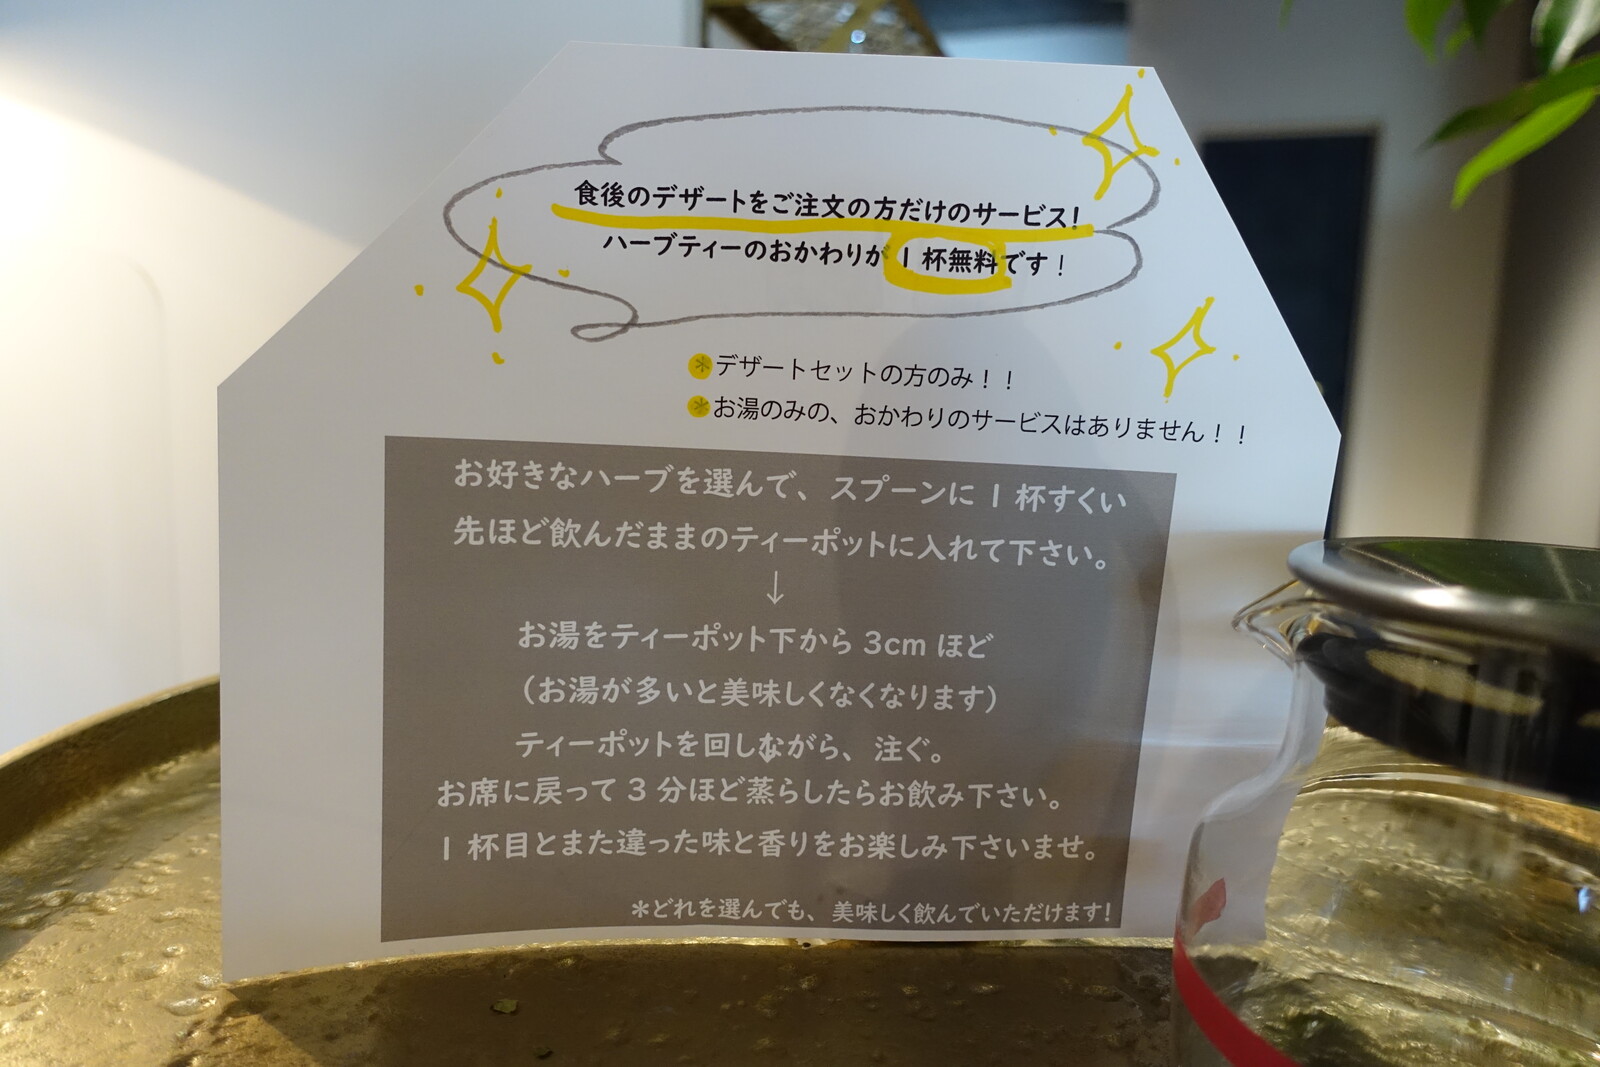 食後のデザートをご注文の方だけのサービス！
ハーブティーのおかわりが１杯無料です！
＊デザートセットの方のみ！！
＊お湯のみの、おかわりのサービスはありません！！
お好きなハーブを選んで、スプーンに１杯すくい
先ほど飲んだままのティーポットに入れて下さい。
↓
お湯をティーポット下から3cmほど
（お湯が多いと美味しくなくなります）
ティーポットを回しながら、注ぐ。
お席に戻って3分ほど蒸らしたらお飲み下さい。
１杯目とまた違った味と香りをお楽しみ下さいませ。
＊どれを選んでも、美味しく飲んでいただけます！